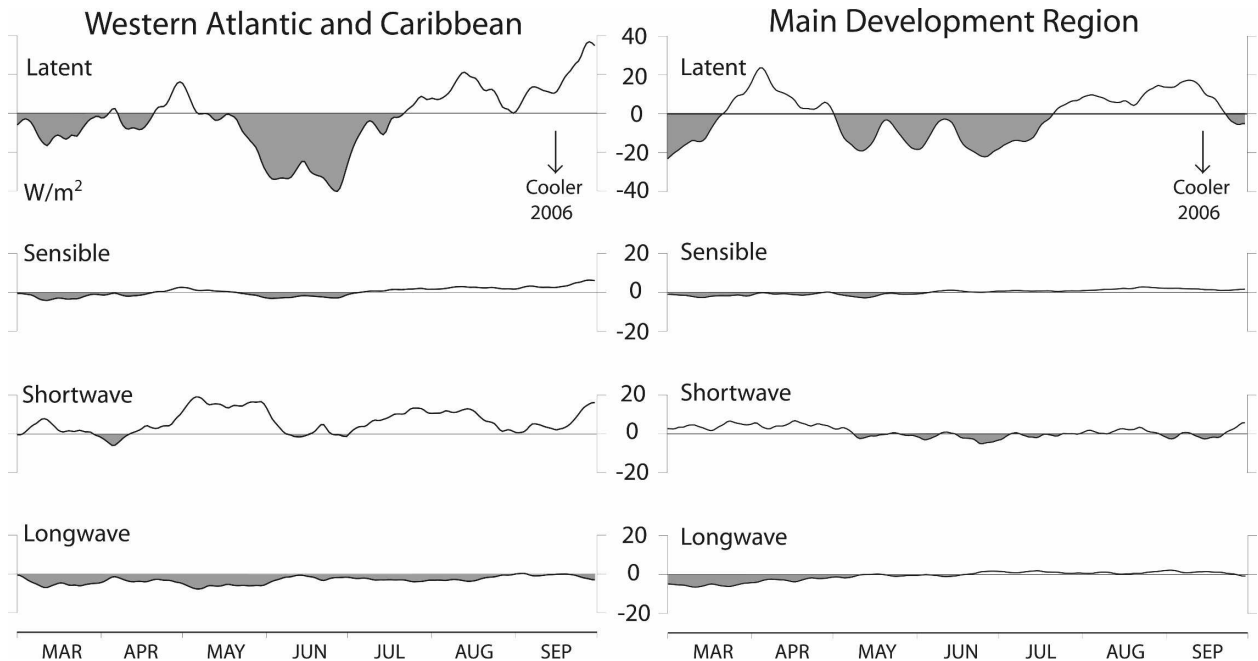 Western Atlantic and Caribbean
Main Development Region
Latent
W/m²
Cooler
2006
40
20
0
-20
-40
Latent
Cooler
2006
Sensible
20
0
-20
Sensible
Shortwave
20
0
-20
Shortwave
Longwave
20
0
-20
Longwave
MAR APR MAY JUN JUL AUG SEP
MAR APR MAY JUN JUL AUG SEP